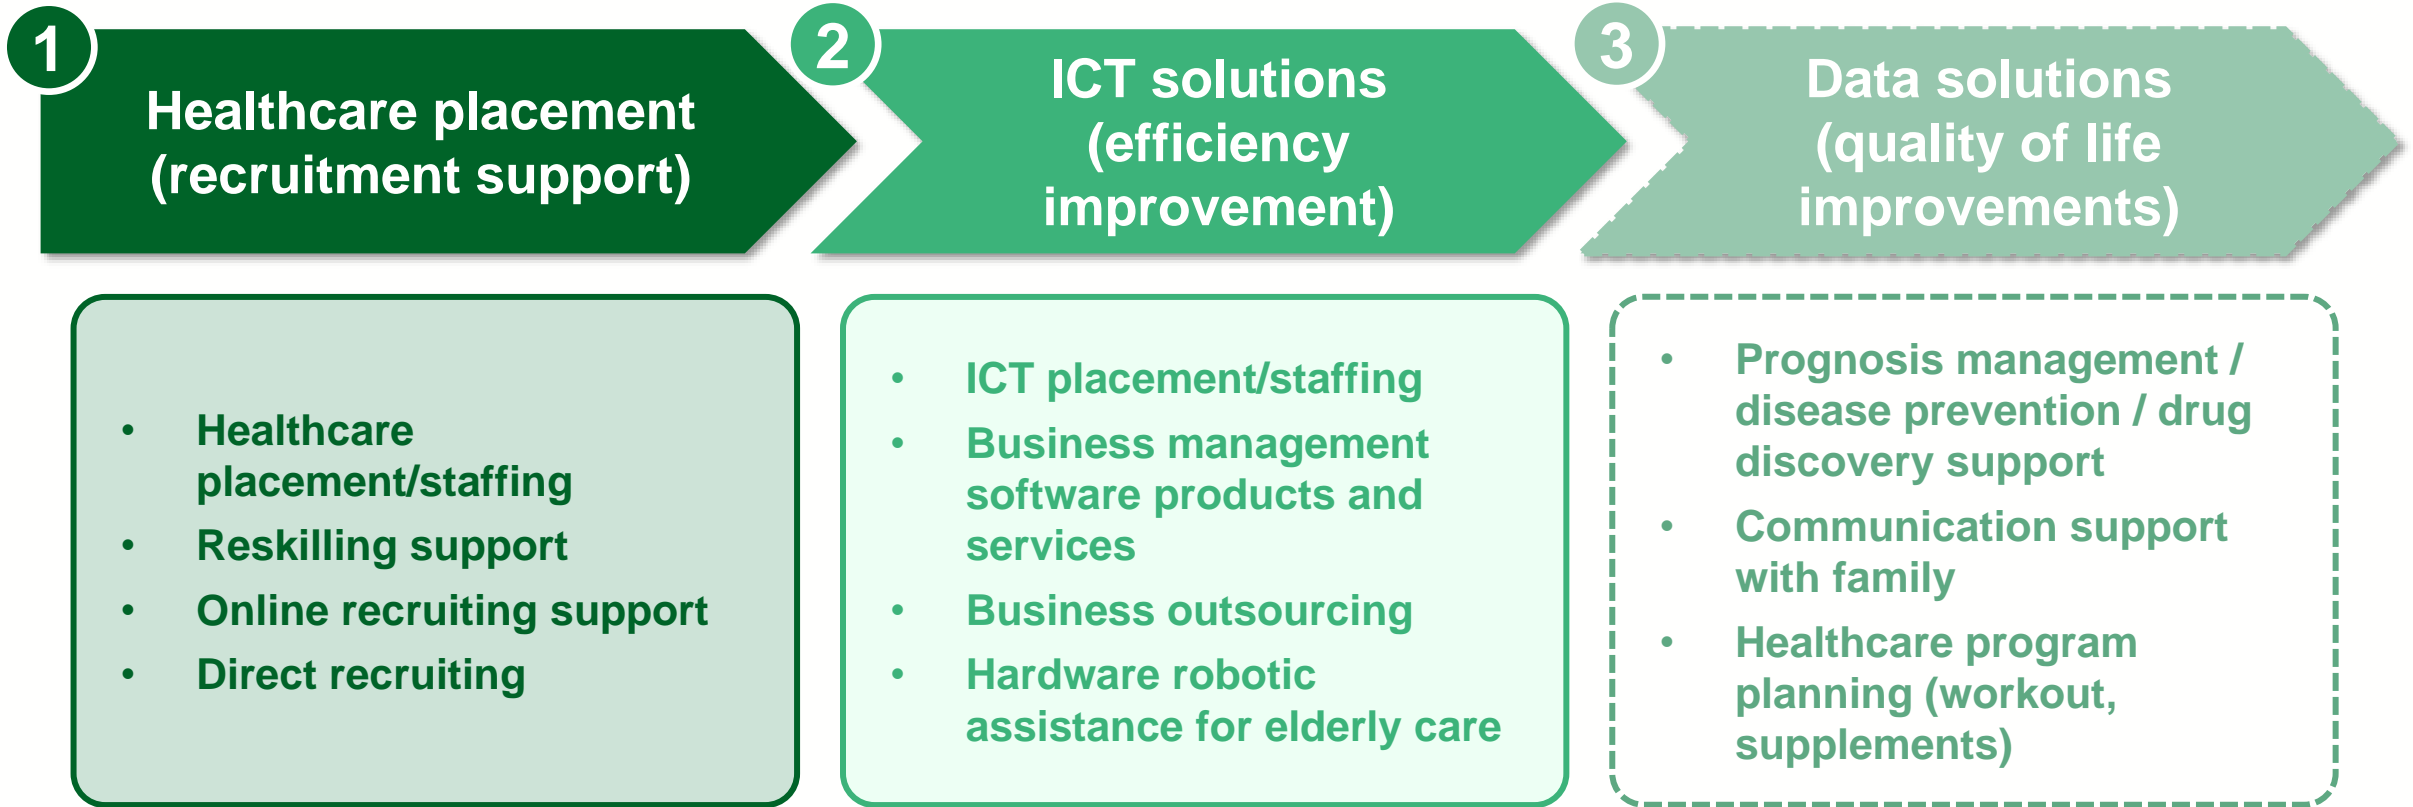 1
Healthcare placement
(recruitment support)
• Healthcare
placement/staffing
• Reskilling support
• Online recruiting support
• Direct recruiting
2
ICT solutions
(efficiency
improvement)
• ICT placement/staffing
• Business management
software products and
services
• Business outsourcing
• Hardware robotic
assistance for elderly care
3
Data solutions
(quality of life
improvements)
• Prognosis management /
disease prevention / drug
discovery support
• Communication support
with family
• Healthcare program
planning (workout,
supplements)